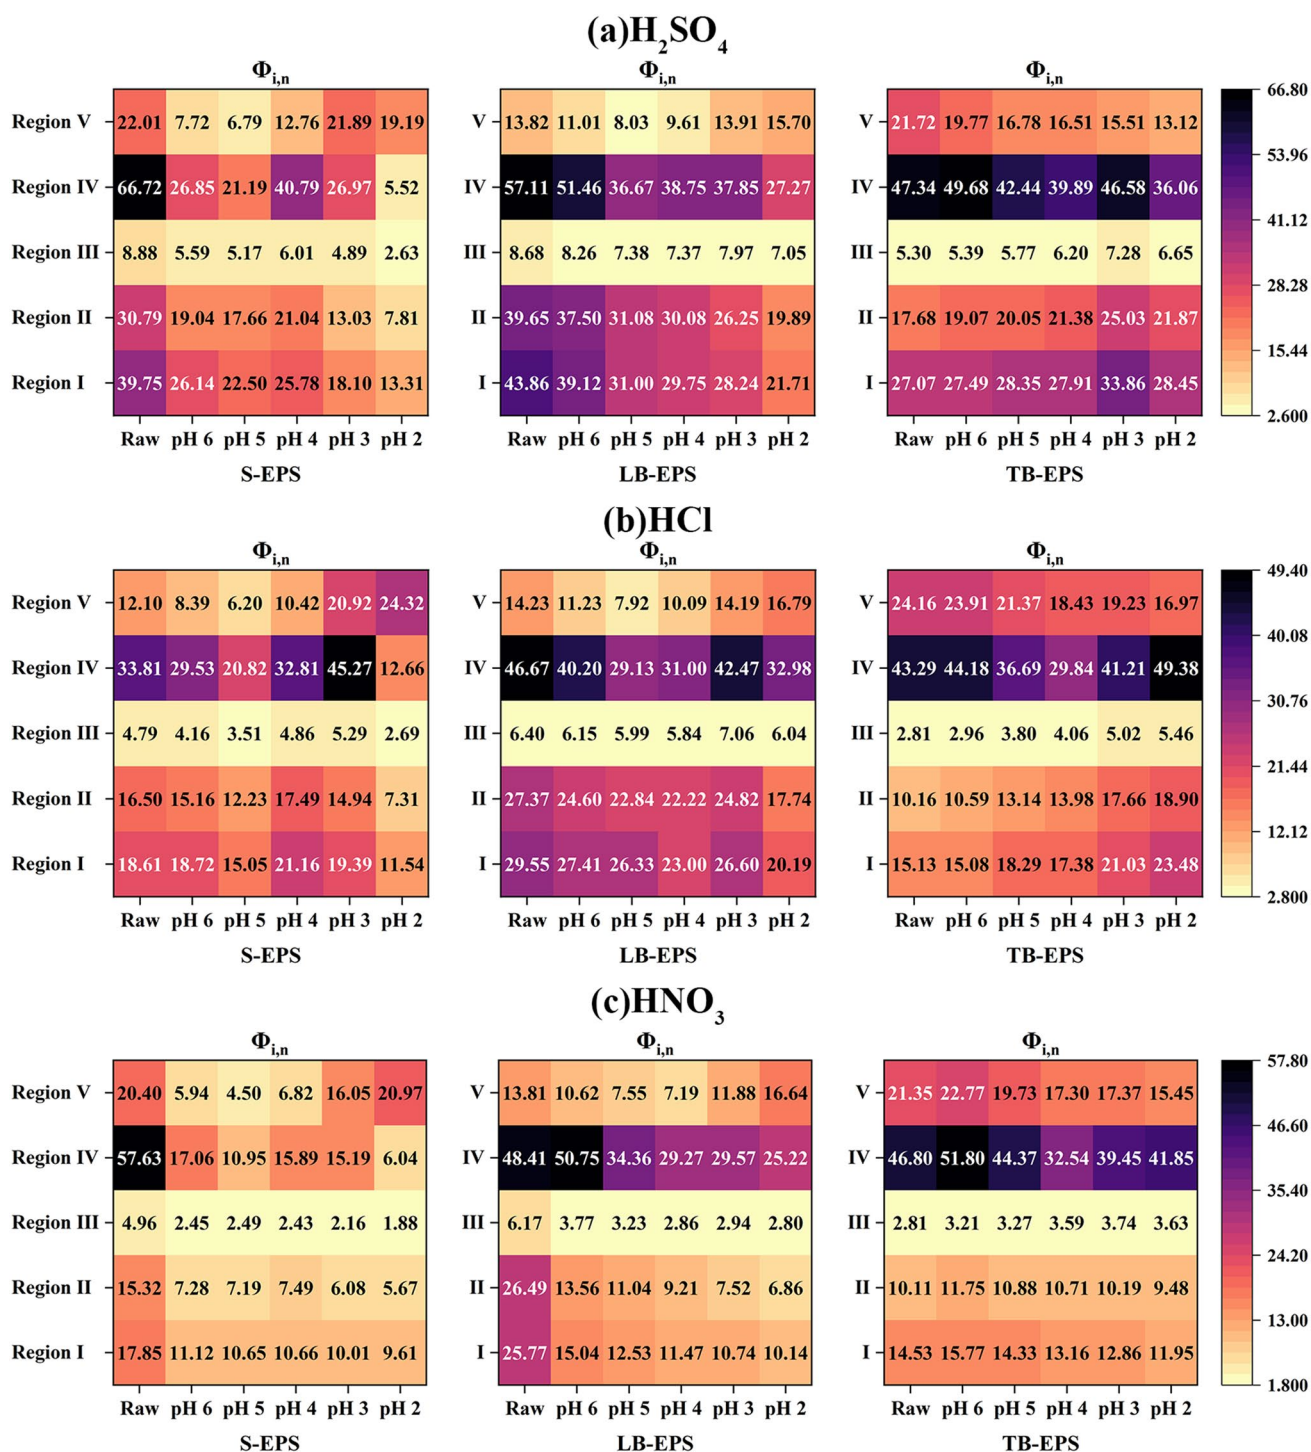 (a)H₂SO₄
Φi,n Φi,n Φi,n
Region V 22.01 7.72 6.79 12.76 21.89 19.19 V 13.82 11.01 8.03 9.61 13.91 15.70 V 21.72 19.77 16.78 16.51 15.51 13.12
Region IV 66.72 26.85 21.19 40.79 26.97 5.52 IV 57.11 51.46 36.67 38.75 37.85 27.27 IV 47.34 49.68 42.44 39.89 46.58 36.06
Region III 8.88 5.59 5.17 6.01 4.89 2.63 III 8.68 8.26 7.38 7.37 7.97 7.05 III 5.30 5.39 5.77 6.20 7.28 6.65
Region II 30.79 19.04 17.66 21.04 13.03 7.81 II 39.65 37.50 31.08 30.08 26.25 19.89 II 17.68 19.07 20.05 21.38 25.03 21.87
Region I 39.75 26.14 22.50 25.78 18.10 13.31 I 43.86 39.12 31.00 29.75 28.24 21.71 I 27.07 27.49 28.35 27.91 33.86 28.45
Raw pH 6 pH 5 pH 4 pH 3 pH 2 Raw pH 6 pH 5 pH 4 pH 3 pH 2 Raw pH 6 pH 5 pH 4 pH 3 pH 2
S-EPS LB-EPS TB-EPS
66.80
53.96
41.12
28.28
15.44
2.600
(b)HCl
Φi,n Φi,n Φi,n
Region V 12.10 8.39 6.20 10.42 20.92 24.32 V 14.23 11.23 7.92 10.09 14.19 16.79 V 24.16 23.91 21.37 18.43 19.23 16.97
Region IV 33.81 29.53 20.82 32.81 45.27 12.66 IV 46.67 40.20 29.13 31.00 42.47 32.98 IV 43.29 44.18 36.69 29.84 41.21 49.38
Region III 4.79 4.16 3.51 4.86 5.29 2.69 III 6.40 6.15 5.99 5.84 7.06 6.04 III 2.81 2.96 3.80 4.06 5.02 5.46
Region II 16.50 15.16 12.23 17.49 14.94 7.31 II 27.37 24.60 22.84 22.22 24.82 17.74 II 10.16 10.59 13.14 13.98 17.66 18.90
Region I 18.61 18.72 15.05 21.16 19.39 11.54 I 29.55 27.41 26.33 23.00 26.60 20.19 I 15.13 15.08 18.29 17.38 21.03 23.48
Raw pH 6 pH 5 pH 4 pH 3 pH 2 Raw pH 6 pH 5 pH 4 pH 3 pH 2 Raw pH 6 pH 5 pH 4 pH 3 pH 2
S-EPS LB-EPS TB-EPS
49.40
40.08
30.76
21.44
12.12
2.800
(c)HNO₃
Φi,n Φi,n Φi,n
Region V 20.40 5.94 4.50 6.82 16.05 20.97 V 13.81 10.62 7.55 7.19 11.88 16.64 V 21.35 22.77 19.73 17.30 17.37 15.45
Region IV 57.63 17.06 10.95 15.89 15.19 6.04 IV 48.41 50.75 34.36 29.27 29.57 25.22 IV 46.80 51.80 44.37 32.54 39.45 41.85
Region III 4.96 2.45 2.49 2.43 2.16 1.88 III 6.17 3.77 3.23 2.86 2.94 2.80 III 2.81 3.21 3.27 3.59 3.74 3.63
Region II 15.32 7.28 7.19 7.49 6.08 5.67 II 26.49 13.56 11.04 9.21 7.52 6.86 II 10.11 11.75 10.88 10.71 10.19 9.48
Region I 17.85 11.12 10.65 10.66 10.01 9.61 I 25.77 15.04 12.53 11.47 10.74 10.14 I 14.53 15.77 14.33 13.16 12.86 11.95
Raw pH 6 pH 5 pH 4 pH 3 pH 2 Raw pH 6 pH 5 pH 4 pH 3 pH 2 Raw pH 6 pH 5 pH 4 pH 3 pH 2
S-EPS LB-EPS TB-EPS
57.80
46.60
35.40
24.20
13.00
1.800